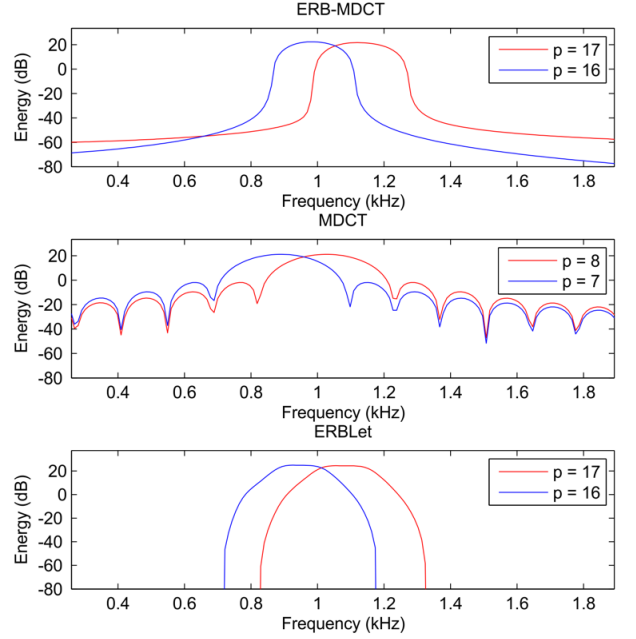 ERB-MDCT
Energy (dB)
20
0
-20
-40
-60
-80
p = 17
p = 16
0.4 0.6 0.8 1 1.2 1.4 1.6 1.8
Frequency (kHz)
MDCT
Energy (dB)
20
0
-20
-40
-60
-80
p = 8
p = 7
0.4 0.6 0.8 1 1.2 1.4 1.6 1.8
Frequency (kHz)
ERBLet
Energy (dB)
20
0
-20
-40
-60
-80
p = 17
p = 16
0.4 0.6 0.8 1 1.2 1.4 1.6 1.8
Frequency (kHz)